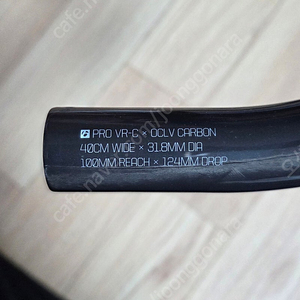 PRO VR-C + OCLV CARBON
40CM WIDE × 31.8MM DIA
100MM REACH × 124MM DROP